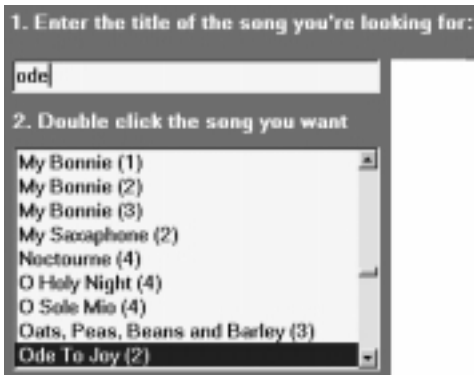 1. Enter the title of the song you're looking for:
ode
2. Double click the song you want
My Bonnie (1)
My Bonnie (2)
My Bonnie (3)
My Saxaphone (2)
Noctourne (4)
O Holy Night (4)
O Sole Mio (4)
Oats, Peas, Beans and Barley (3)
Ode To Joy (2)